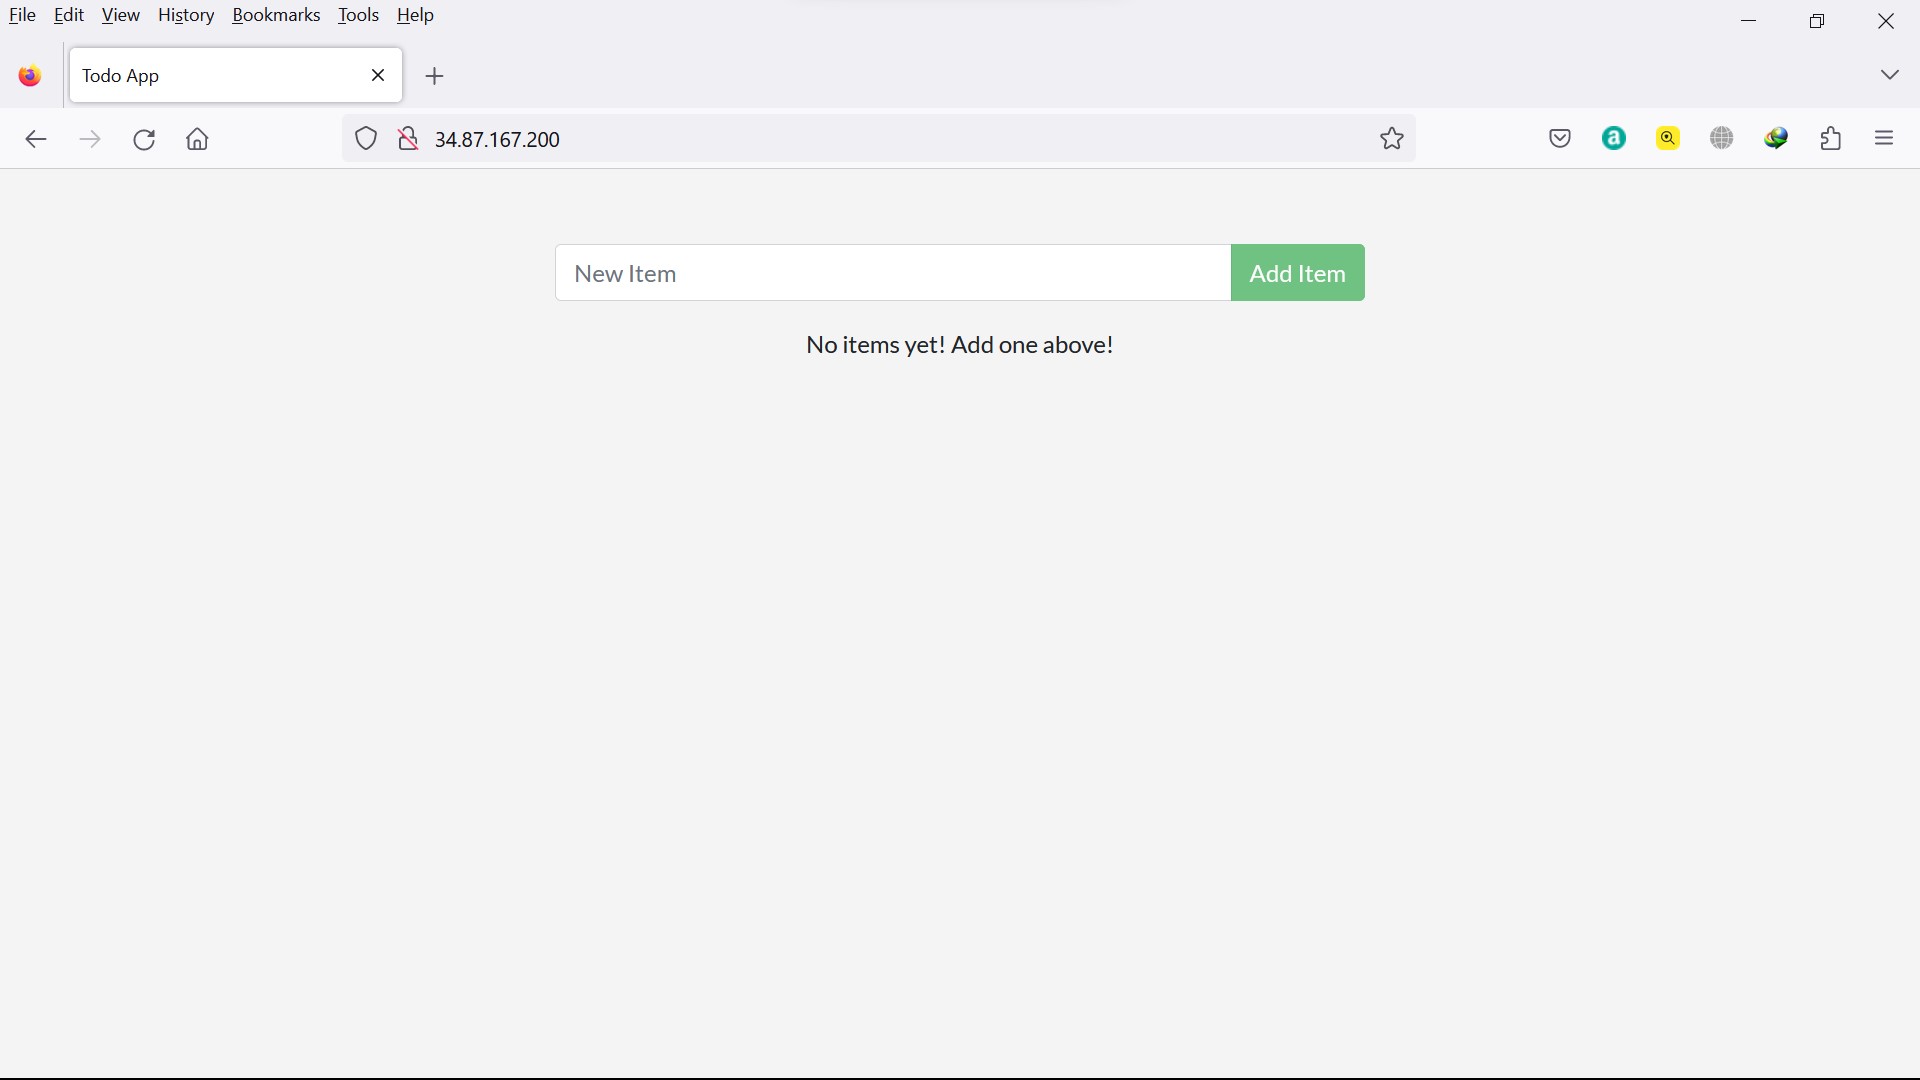 File Edit View History Bookmarks Tools Help
Todo App
34.87.167.200
a
New Item Add Item
No items yet! Add one above!